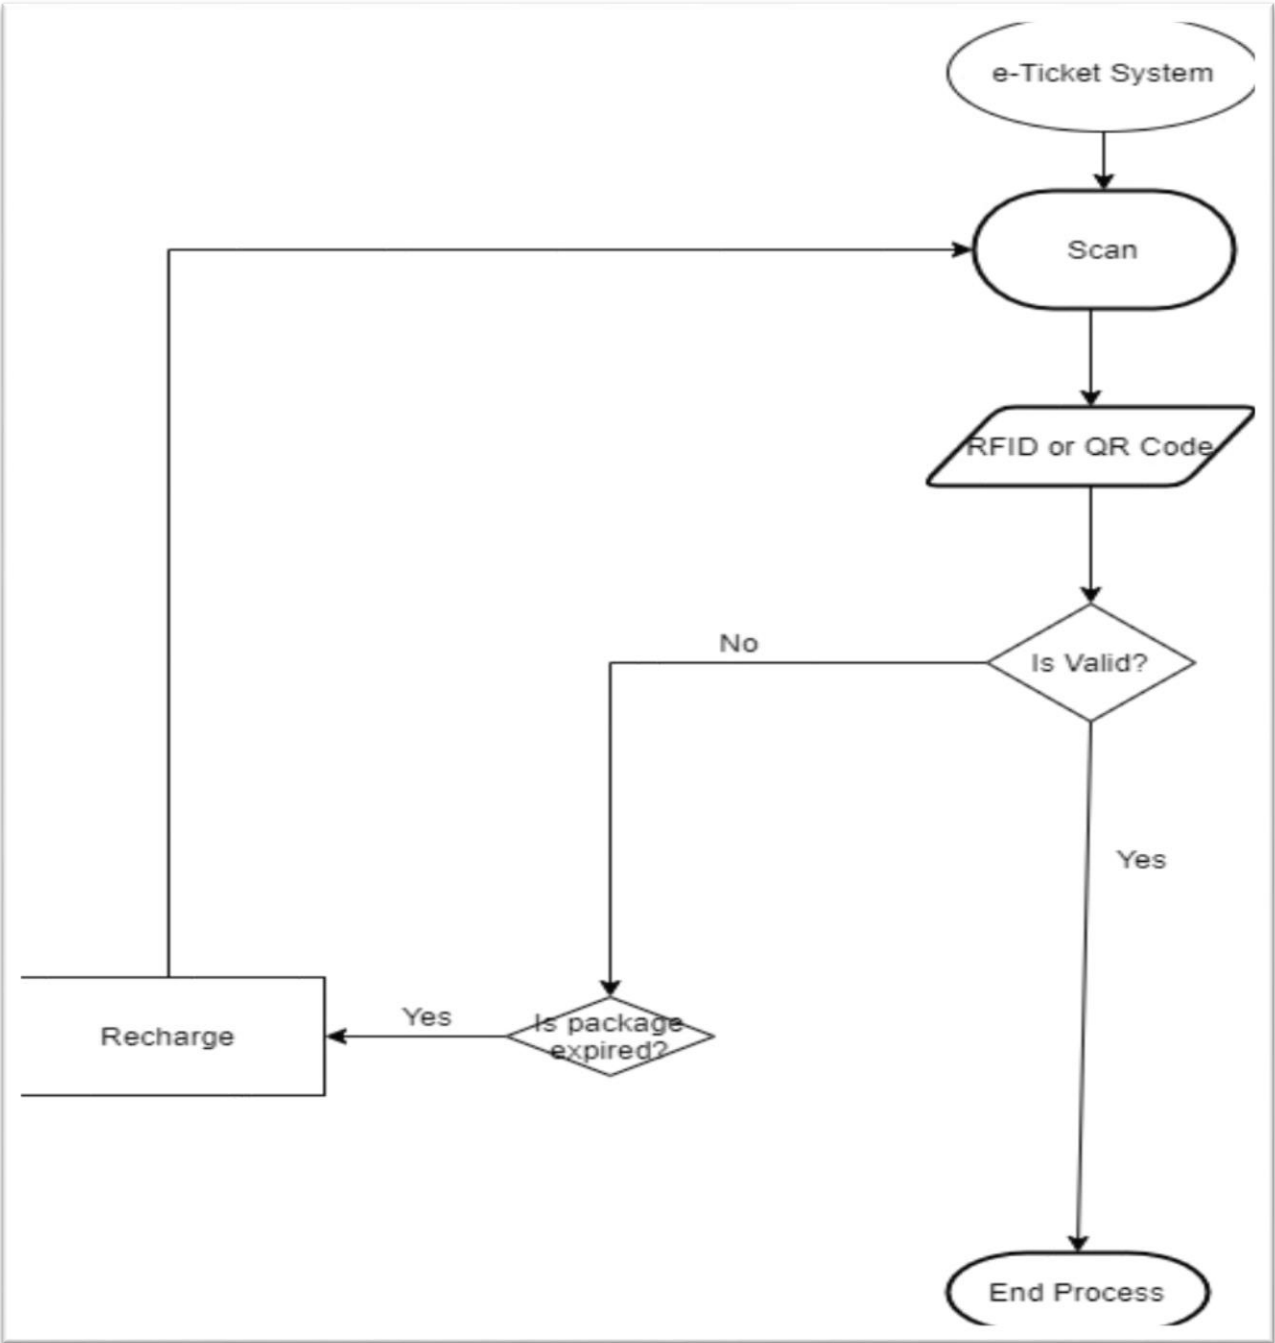 e-Ticket System
Scan
RFID or QR Code
No
Is Valid?
Yes
Recharge
Yes
Is package
expired?
End Process